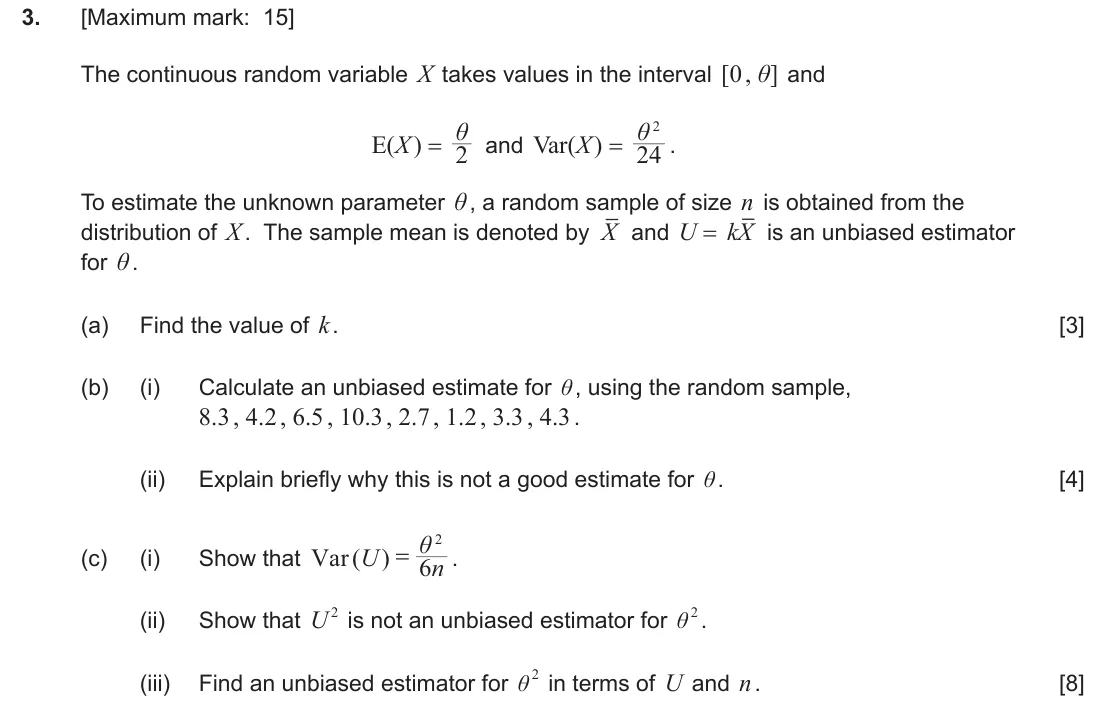 3. [Maximum mark: 15]
The continuous random variable X takes values in the interval [0, θ] and
E(X) = θ/2 and Var(X) = θ²/24.
To estimate the unknown parameter θ, a random sample of size n is obtained from the
distribution of X. The sample mean is denoted by X̅ and U = kX̅ is an unbiased estimator
for θ.
(a) Find the value of k. [3]
(b) (i) Calculate an unbiased estimate for θ, using the random sample,
8.3, 4.2, 6.5, 10.3, 2.7, 1.2, 3.3, 4.3.
(ii) Explain briefly why this is not a good estimate for θ. [4]
(c) (i) Show that Var(U) = θ²/6n.
(ii) Show that U² is not an unbiased estimator for θ².
(iii) Find an unbiased estimator for θ² in terms of U and n. [8]